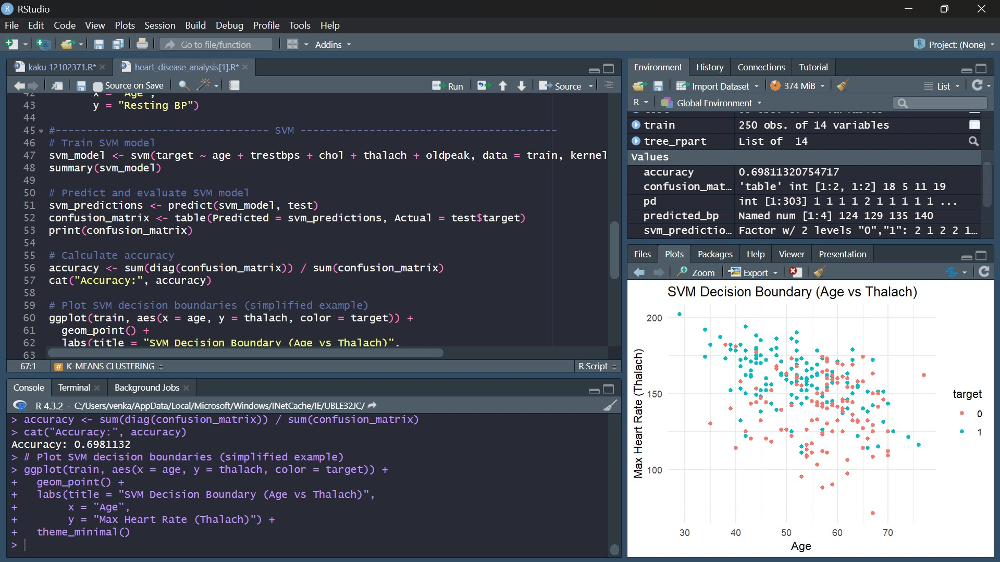 RStudio
File Edit Code View Plots Session Build Debug Profile Tools Help
Go to file/function Addins Project: (None)
kaku 12102371.R* heart_disease_analysis[1].R*
Source on Save Run Source
42 x = "Age",
43 y = "Resting BP")
44
45 #---------------------------------- SVM -----------------------------------------
46 # Train SVM model
47 svm_model <- svm(target ~ age + trestbps + chol + thalach + oldpeak, data = train, kernel
48 summary(svm_model)
49
50 # Predict and evaluate SVM model
51 svm_predictions <- predict(svm_model, test)
52 confusion_matrix <- table(Predicted = svm_predictions, Actual = test$target)
53 print(confusion_matrix)
54
55 # Calculate accuracy
56 accuracy <- sum(diag(confusion_matrix)) / sum(confusion_matrix)
57 cat("Accuracy:", accuracy)
58
59 # Plot SVM decision boundaries (simplified example)
60 ggplot(train, aes(x = age, y = thalach, color = target)) +
61 geom_point() +
62 labs(title = "SVM Decision Boundary (Age vs Thalach)",
63
67:1 # K-MEANS CLUSTERING R Script
Console Terminal Background Jobs
R 4.3.2 · C:/Users/venka/AppData/Local/Microsoft/Windows/INetCache/IE/UBLE32JC/
> accuracy <- sum(diag(confusion_matrix)) / sum(confusion_matrix)
> cat("Accuracy:", accuracy)
Accuracy: 0.6981132
> # Plot SVM decision boundaries (simplified example)
> ggplot(train, aes(x = age, y = thalach, color = target)) +
+ geom_point() +
+ labs(title = "SVM Decision Boundary (Age vs Thalach)",
+ x = "Age",
+ y = "Max Heart Rate (Thalach)") +
+ theme_minimal()
>
Environment History Connections Tutorial
Import Dataset 374 MiB List
R Global Environment
train 250 obs. of 14 variables
tree_rpart List of 14
Values
accuracy 0.69811320754717
confusion_mat… 'table' int [1:2, 1:2] 18 5 11 19
pd int [1:303] 1 1 1 1 2 1 1 1 1 1 ...
predicted_bp Named num [1:4] 124 129 135 140
svm_predictio… Factor w/ 2 levels "0","1": 2 1 2 2 1…
Files Plots Packages Help Viewer Presentation
Zoom Export
SVM Decision Boundary (Age vs Thalach)
Max Heart Rate (Thalach)
200
150
100
30 40 50 60 70
Age
target
0
1